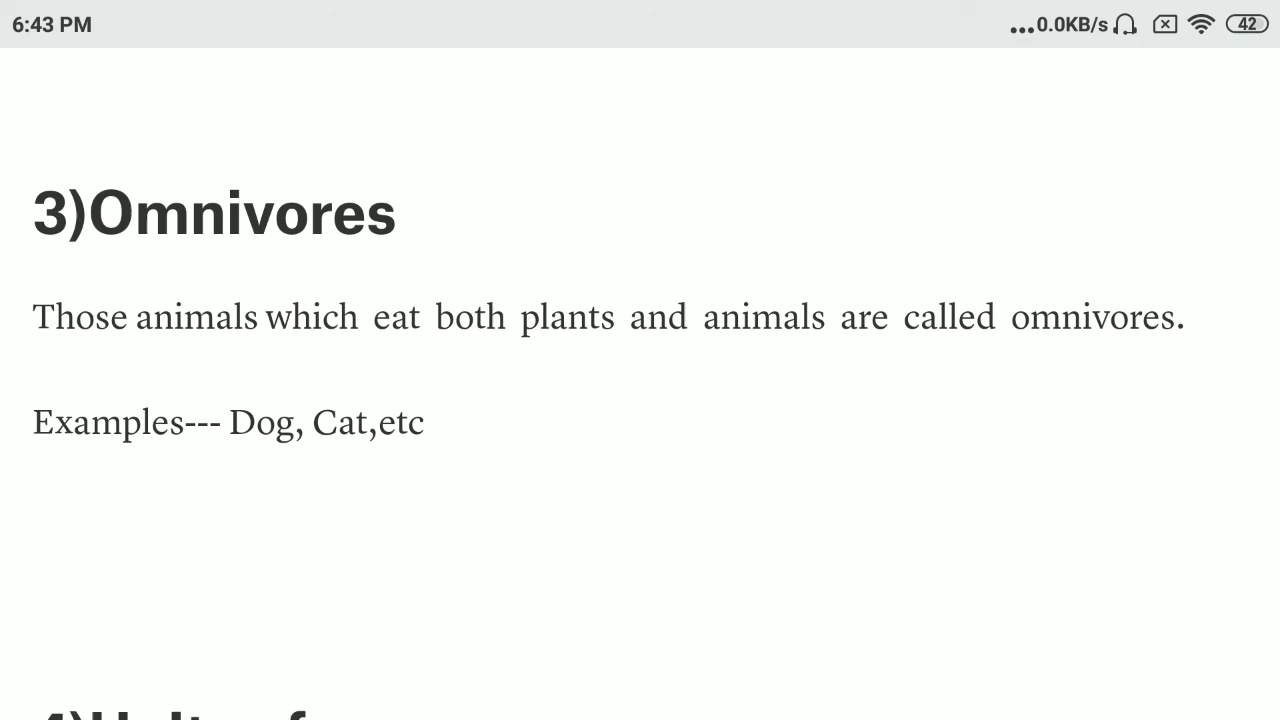 6:43 PM
...0.0KB/s 42
3)Omnivores
Those animals which eat both plants and animals are called omnivores.
Examples--- Dog, Cat,etc